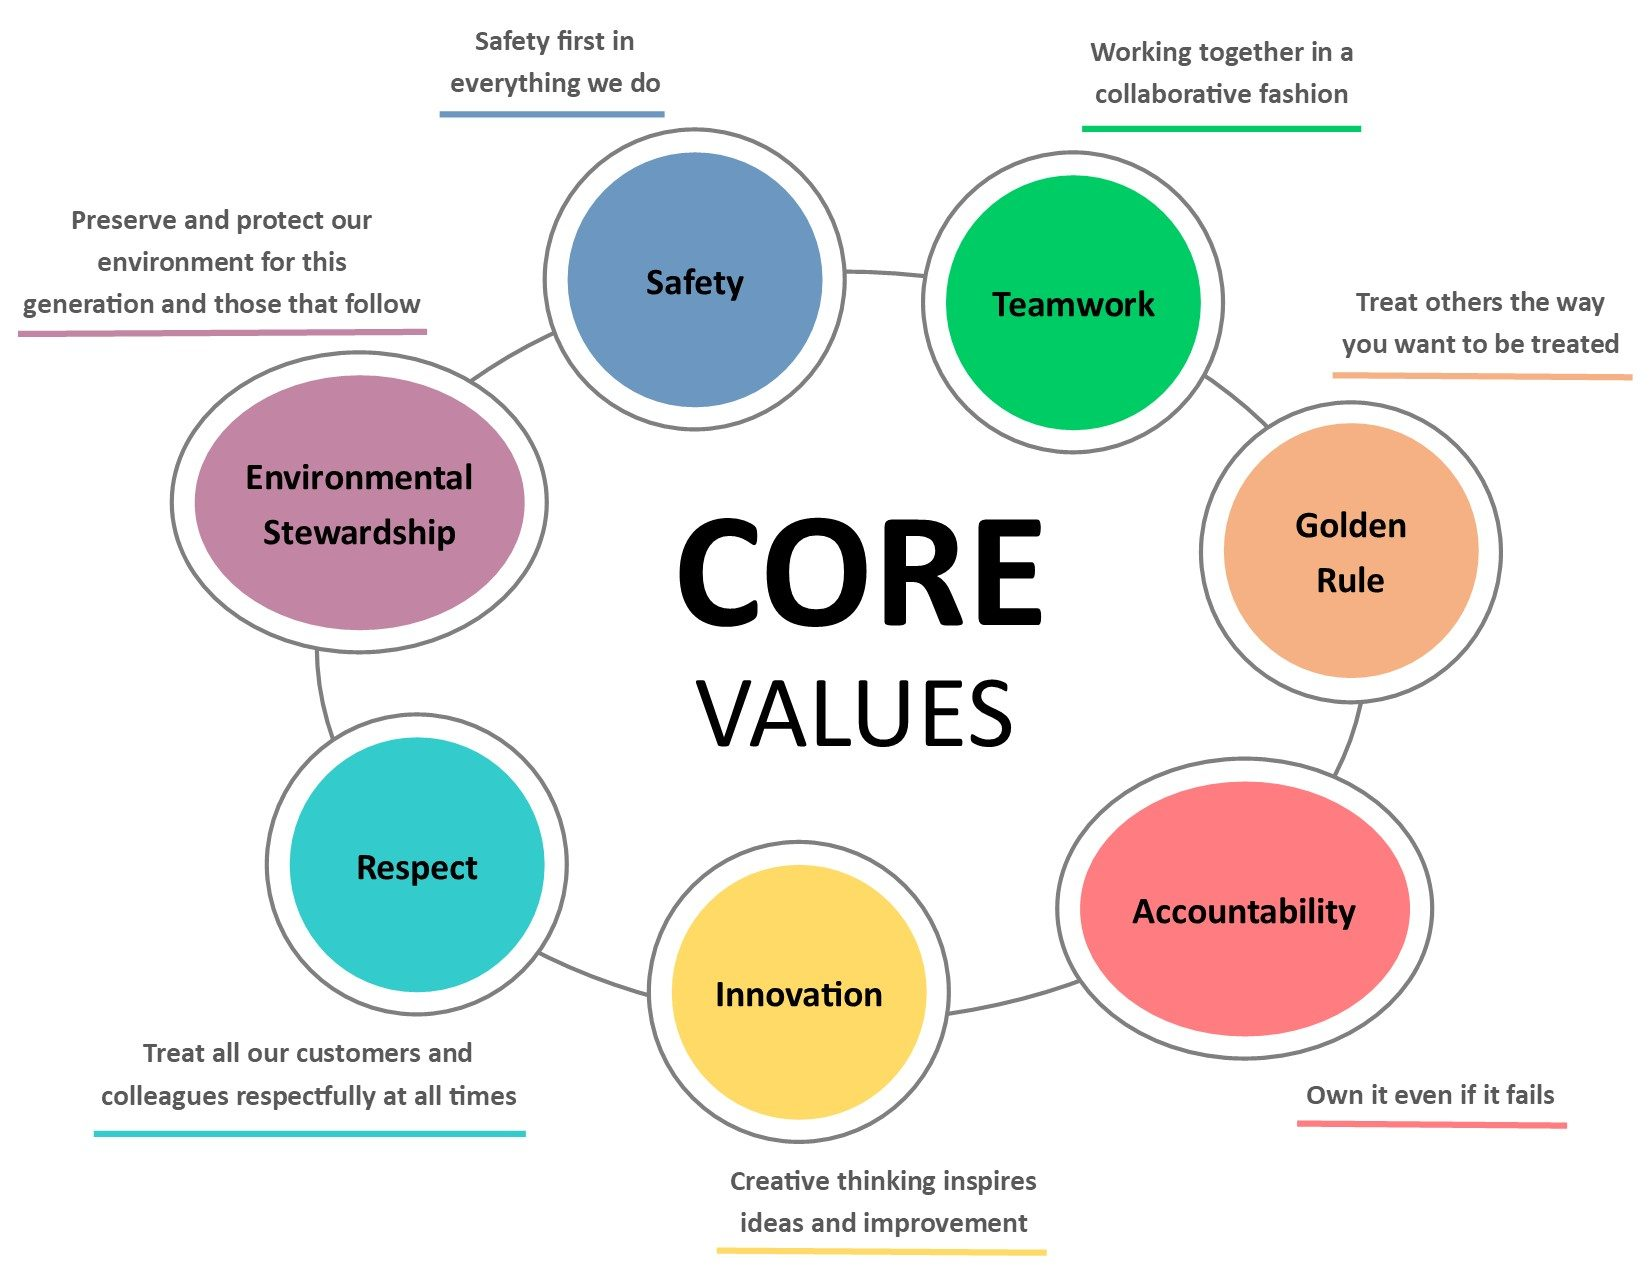 Safety first in
everything we do
Working together in a
collaborative fashion
Preserve and protect our
environment for this
generation and those that follow
Safety
Teamwork
Treat others the way
you want to be treated
Environmental
Stewardship
Golden
Rule
CORE
VALUES
Respect
Accountability
Innovation
Treat all our customers and
colleagues respectfully at all times
Own it even if it fails
Creative thinking inspires
ideas and improvement